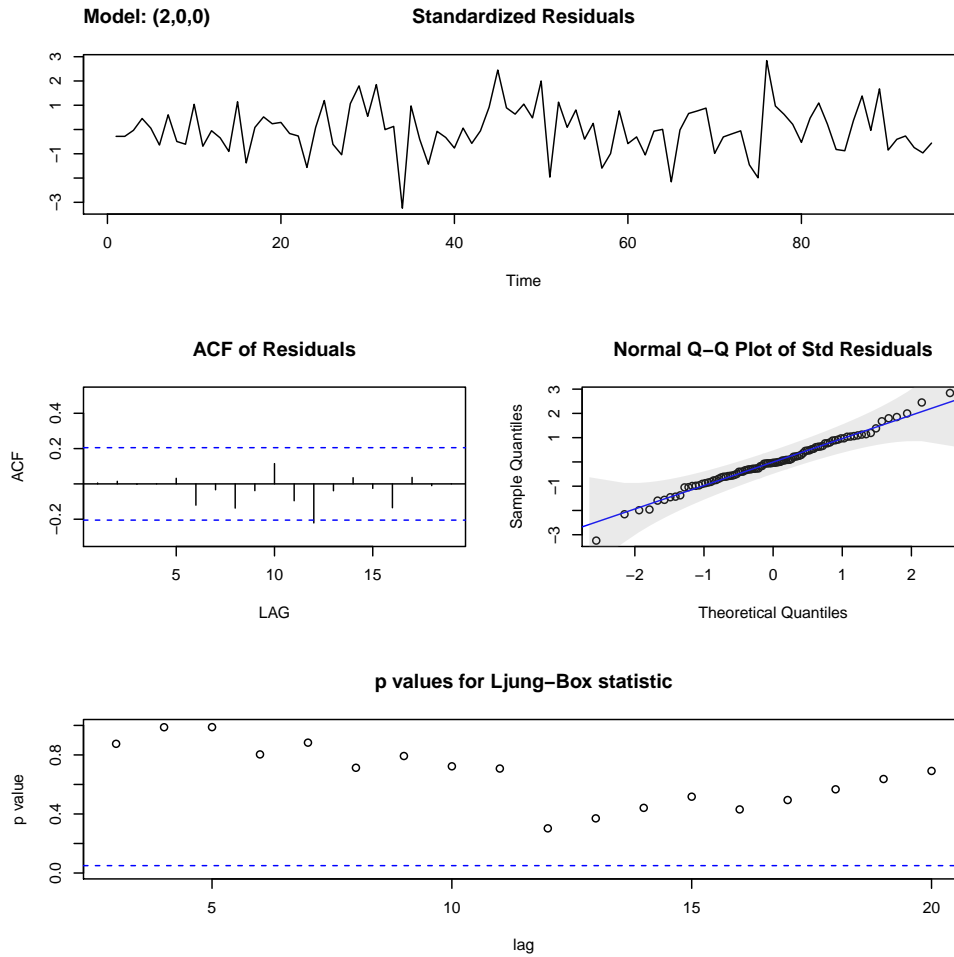 Model: (2,0,0) Standardized Residuals
3
2
1
−1
−3
0 20 40 60 80
Time
ACF of Residuals
ACF
0.4
0.2
−0.2
5 10 15
LAG
Normal Q−Q Plot of Std Residuals
Sample Quantiles
3
2
1
−1
−3
−2 −1 0 1 2
Theoretical Quantiles
p values for Ljung−Box statistic
p value
0.8
0.4
0.0
5 10 15 20
lag